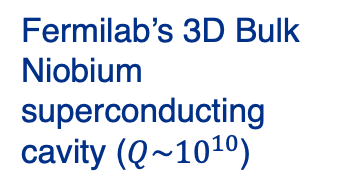 Fermilab’s 3D Bulk
Niobium
superconducting
cavity (Q~10¹⁰)